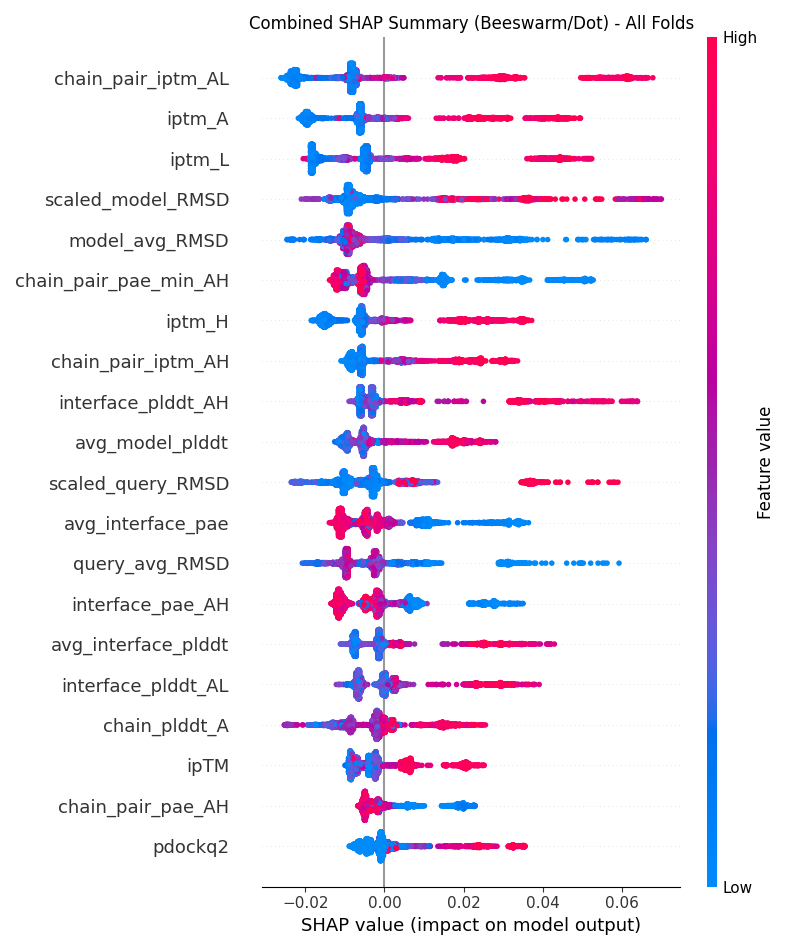 Combined SHAP Summary (Beeswarm/Dot) - All Folds
High
chain_pair_iptm_AL
iptm_A
iptm_L
scaled_model_RMSD
model_avg_RMSD
chain_pair_pae_min_AH
iptm_H
chain_pair_iptm_AH
interface_plddt_AH
avg_model_plddt
scaled_query_RMSD
avg_interface_pae
query_avg_RMSD
interface_pae_AH
avg_interface_plddt
interface_plddt_AL
chain_plddt_A
ipTM
chain_pair_pae_AH
pdockq2
Feature value
Low
−0.02 0.00 0.02 0.04 0.06
SHAP value (impact on model output)